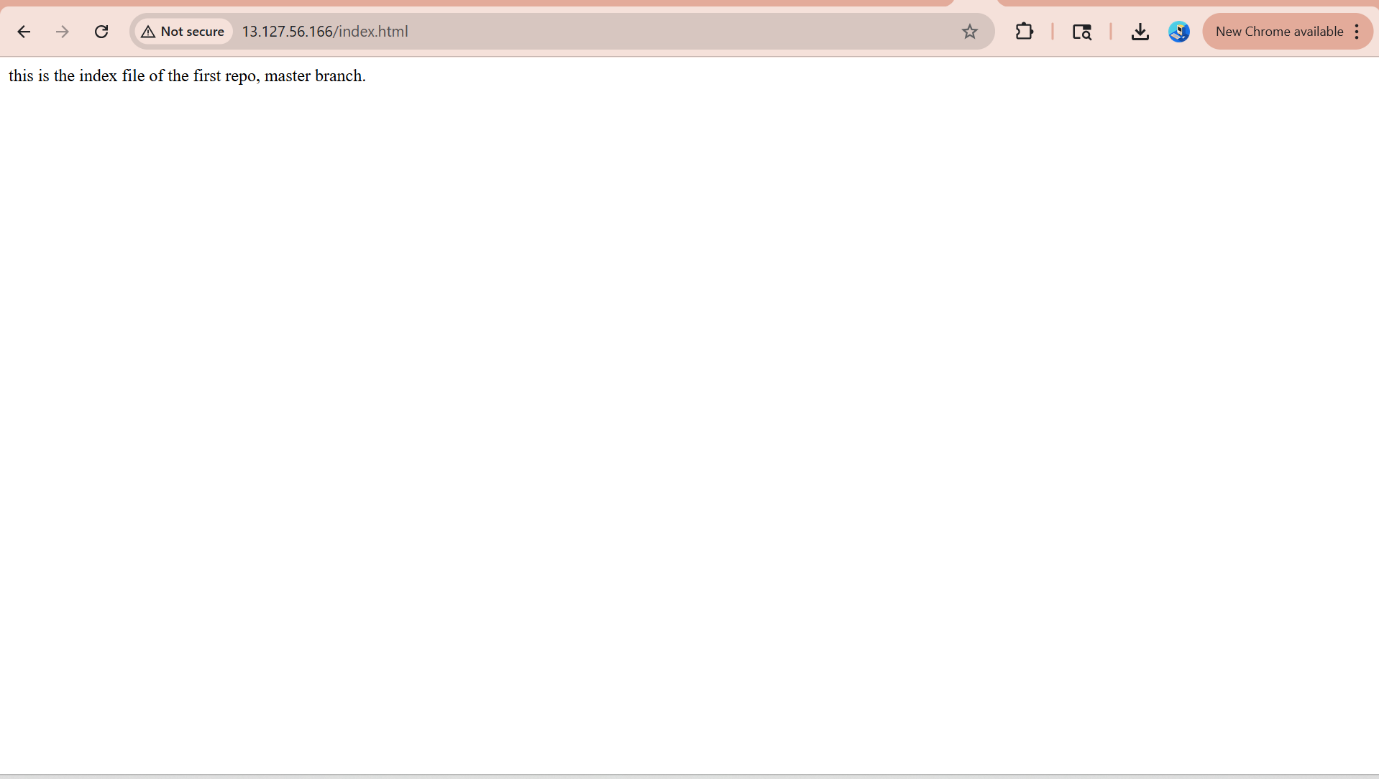 Not secure 13.127.56.166/index.html New Chrome available
this is the index file of the first repo, master branch.